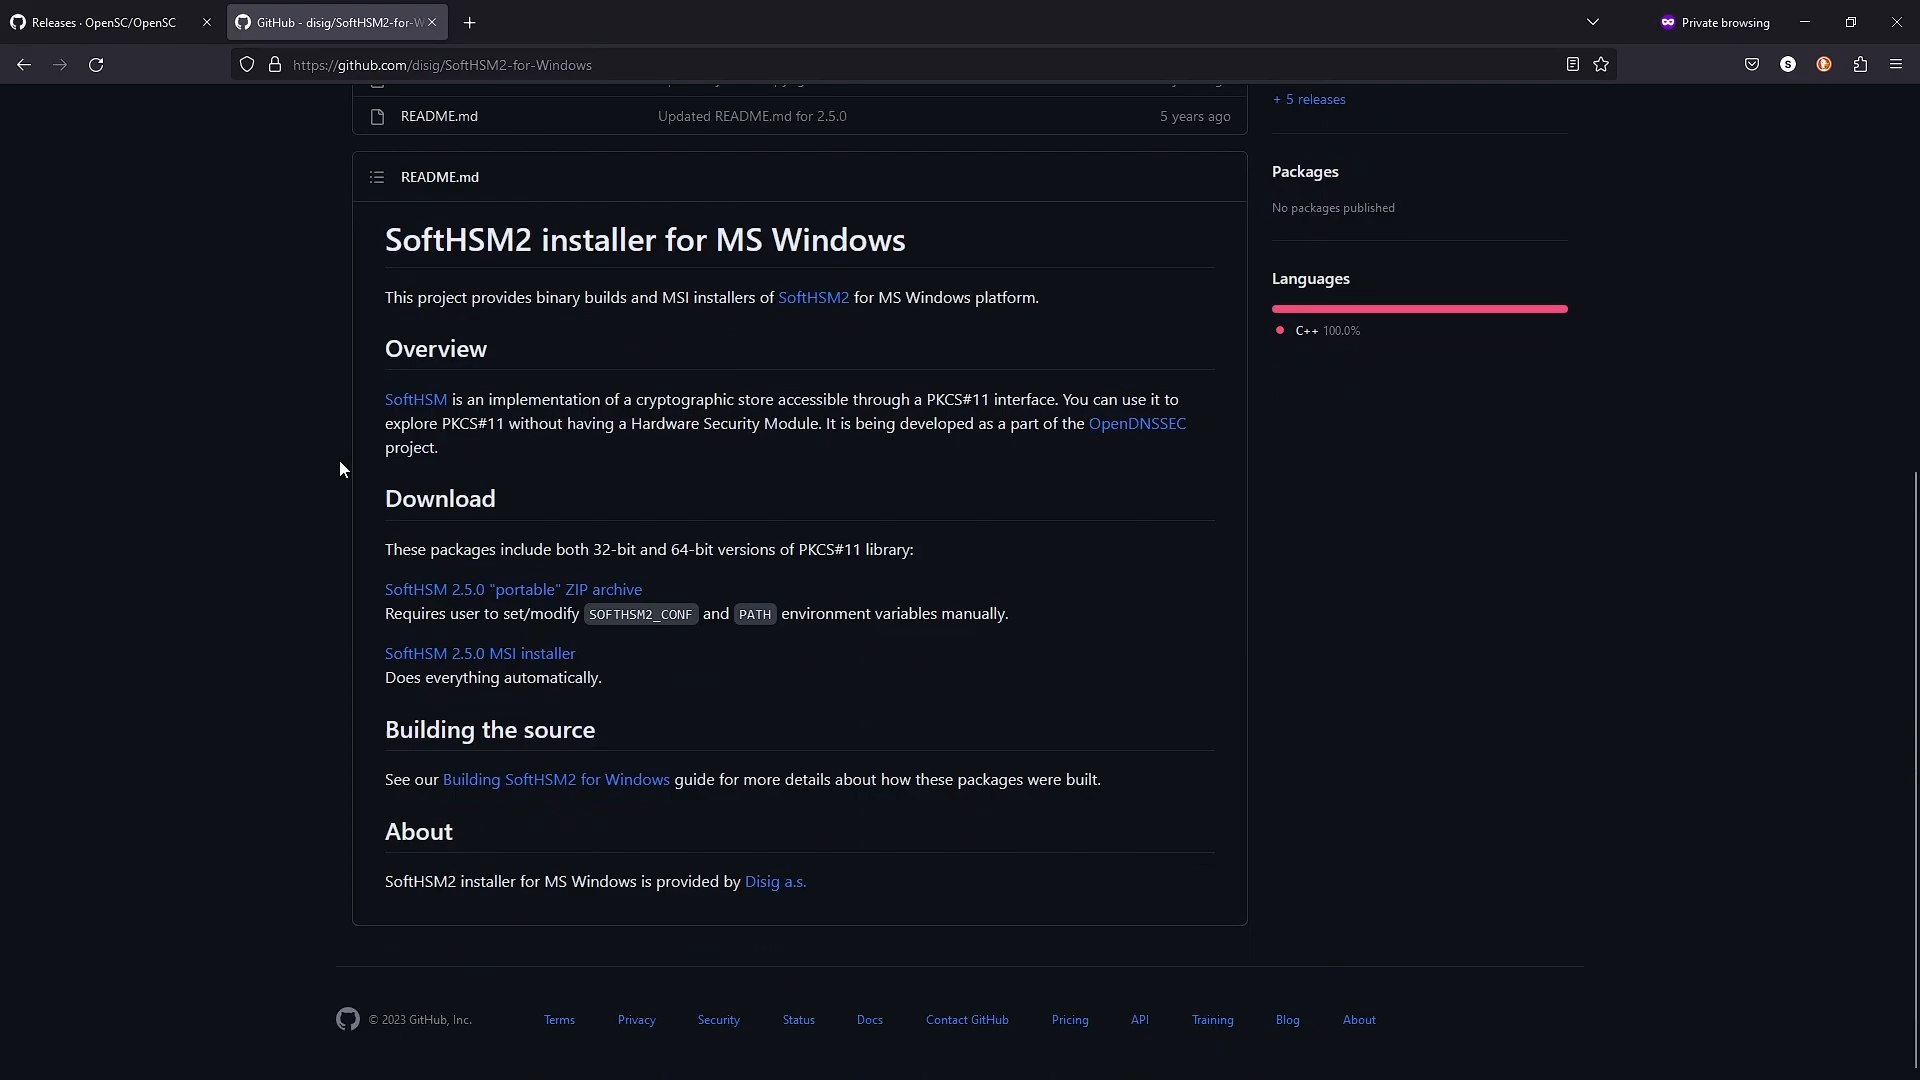 Releases · OpenSC/OpenSC
GitHub - disig/SoftHSM2-for-W
Private browsing
https://github.com/disig/SoftHSM2-for-Windows
README.md
Updated README.md for 2.5.0
5 years ago
+ 5 releases
README.md
Packages
No packages published
Languages
C++ 100.0%
SoftHSM2 installer for MS Windows
This project provides binary builds and MSI installers of SoftHSM2 for MS Windows platform.
Overview
SoftHSM is an implementation of a cryptographic store accessible through a PKCS#11 interface. You can use it to
explore PKCS#11 without having a Hardware Security Module. It is being developed as a part of the OpenDNSSEC
project.
Download
These packages include both 32-bit and 64-bit versions of PKCS#11 library:
SoftHSM 2.5.0 "portable" ZIP archive
Requires user to set/modify SOFTHSM2_CONF and PATH environment variables manually.
SoftHSM 2.5.0 MSI installer
Does everything automatically.
Building the source
See our Building SoftHSM2 for Windows guide for more details about how these packages were built.
About
SoftHSM2 installer for MS Windows is provided by Disig a.s.
© 2023 GitHub, Inc.
Terms
Privacy
Security
Status
Docs
Contact GitHub
Pricing
API
Training
Blog
About